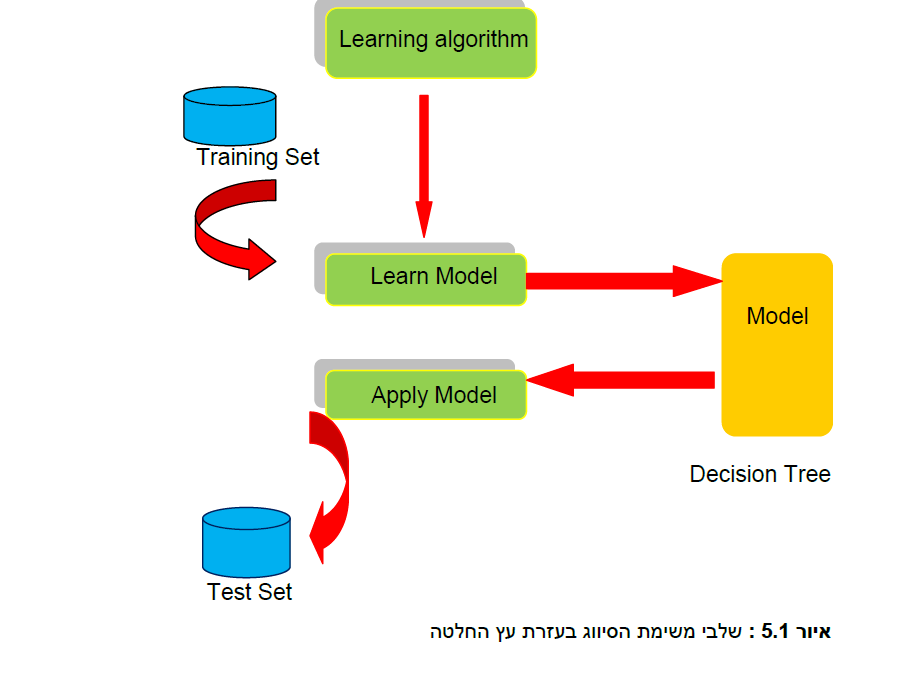 Learning algorithm
Training Set
Learn Model
Model
Apply Model
Decision Tree
Test Set
איור 5.1 : שלבי משימת הסיווג בעזרת עץ החלטה